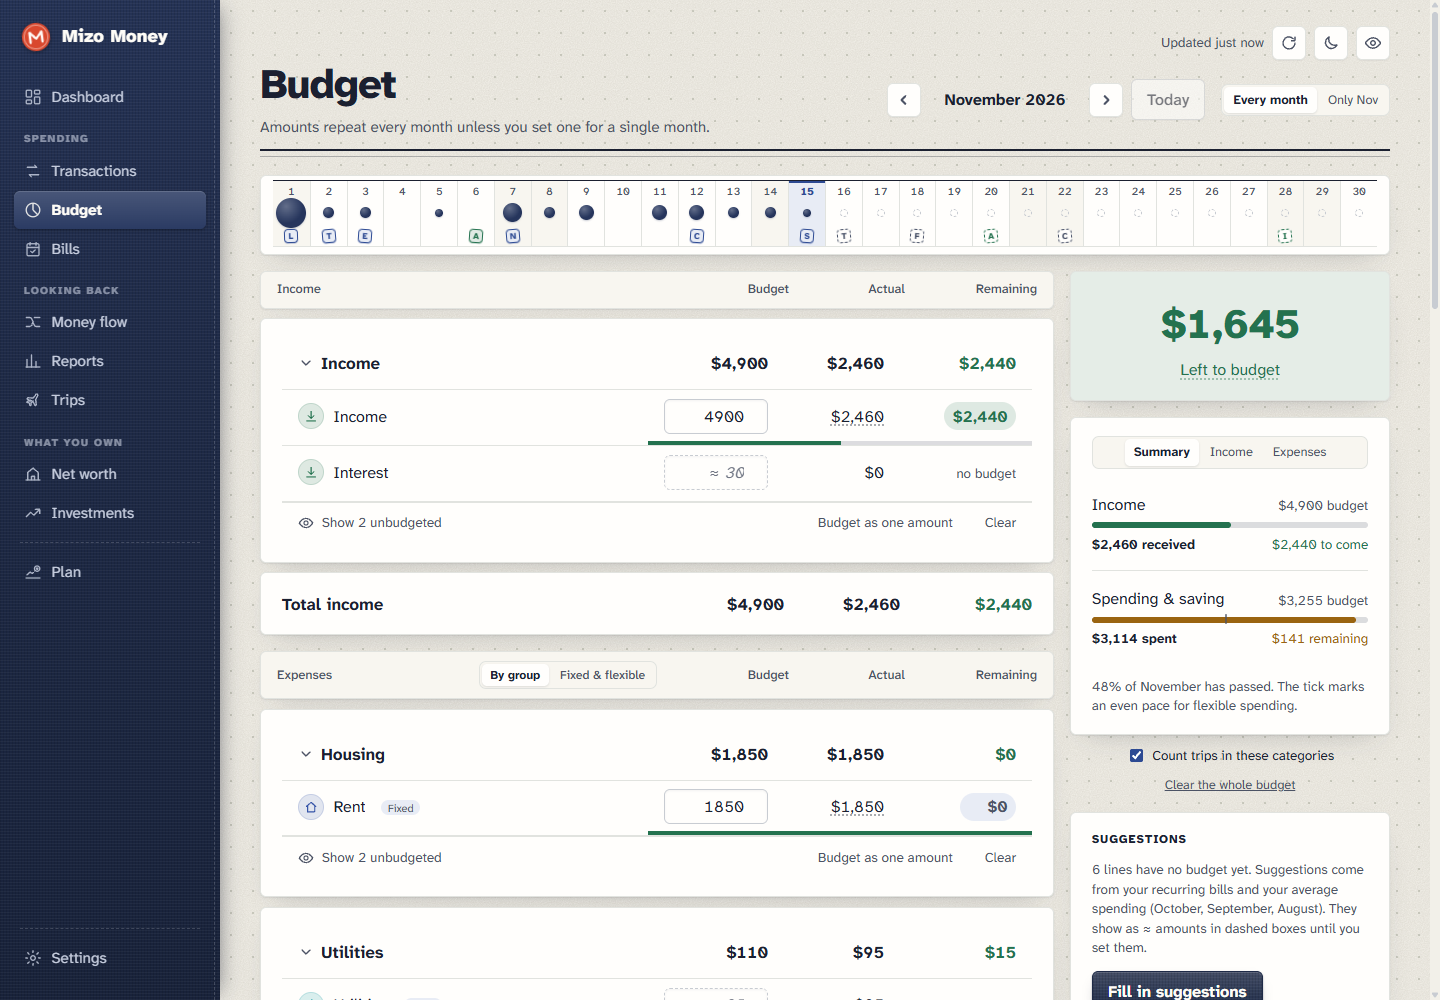 Mizo Money
Dashboard
SPENDING
Transactions
Budget
Bills
LOOKING BACK
Money flow
Reports
Trips
WHAT YOU OWN
Net worth
Investments
Plan
Settings
Updated just now
Budget
Amounts repeat every month unless you set one for a single month.
November 2026
Today
Every month
Only Nov
1 2 3 4 5 6 7 8 9 10 11 12 13 14 15 16 17 18 19 20 21 22 23 24 25 26 27 28 29 30
L T E A N C S T F A C I
Income Budget Actual Remaining
Income $4,900 $2,460 $2,440
Income 4900 $2,460 $2,440
Interest ≈ 30 $0 no budget
Show 2 unbudgeted Budget as one amount Clear
Total income $4,900 $2,460 $2,440
Expenses By group Fixed & flexible Budget Actual Remaining
Housing $1,850 $1,850 $0
Rent Fixed 1850 $1,850 $0
Show 2 unbudgeted Budget as one amount Clear
Utilities $110 $95 $15
$1,645
Left to budget
Summary Income Expenses
Income $4,900 budget
$2,460 received $2,440 to come
Spending & saving $3,255 budget
$3,114 spent $141 remaining
48% of November has passed. The tick marks
an even pace for flexible spending.
Count trips in these categories
Clear the whole budget
SUGGESTIONS
6 lines have no budget yet. Suggestions come
from your recurring bills and your average
spending (October, September, August). They
show as ≈ amounts in dashed boxes until you
set them.
Fill in suggestions